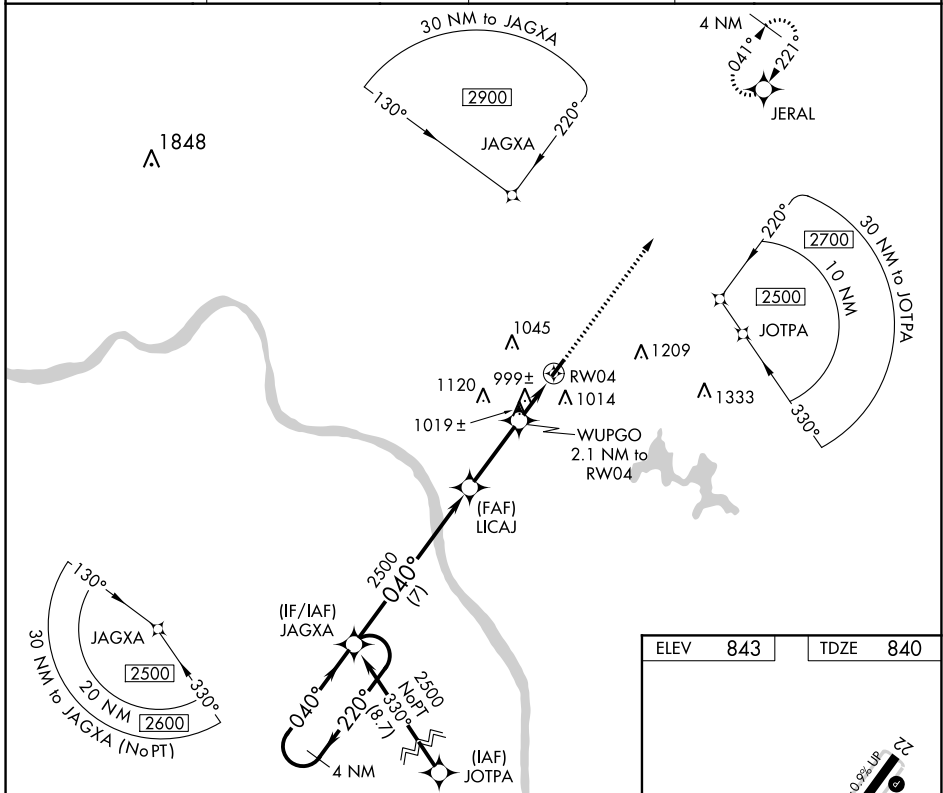 30 NM to JAGXA
4 NM
041°
221°
2900
130°
220°
JERAL
1848
JAGXA
220°
30 NM to JOTPA
2700
10 NM
2500
JOTPA
1045
1209
1120
999±
RW04
1014
1333
330°
1019±
WUPGO
2.1 NM to
RW04
(FAF)
LICAJ
2500
040°
(7)
130°
(IF/IAF)
JAGXA
JAGXA
2500
330°
20 NM
2600
30 NM to JAGXA (NoPT)
ELEV 843
TDZE 840
040°
220°
2500
NoPT
330°
(8.7)
4 NM
(IAF)
JOTPA
22
0.9% UP
P